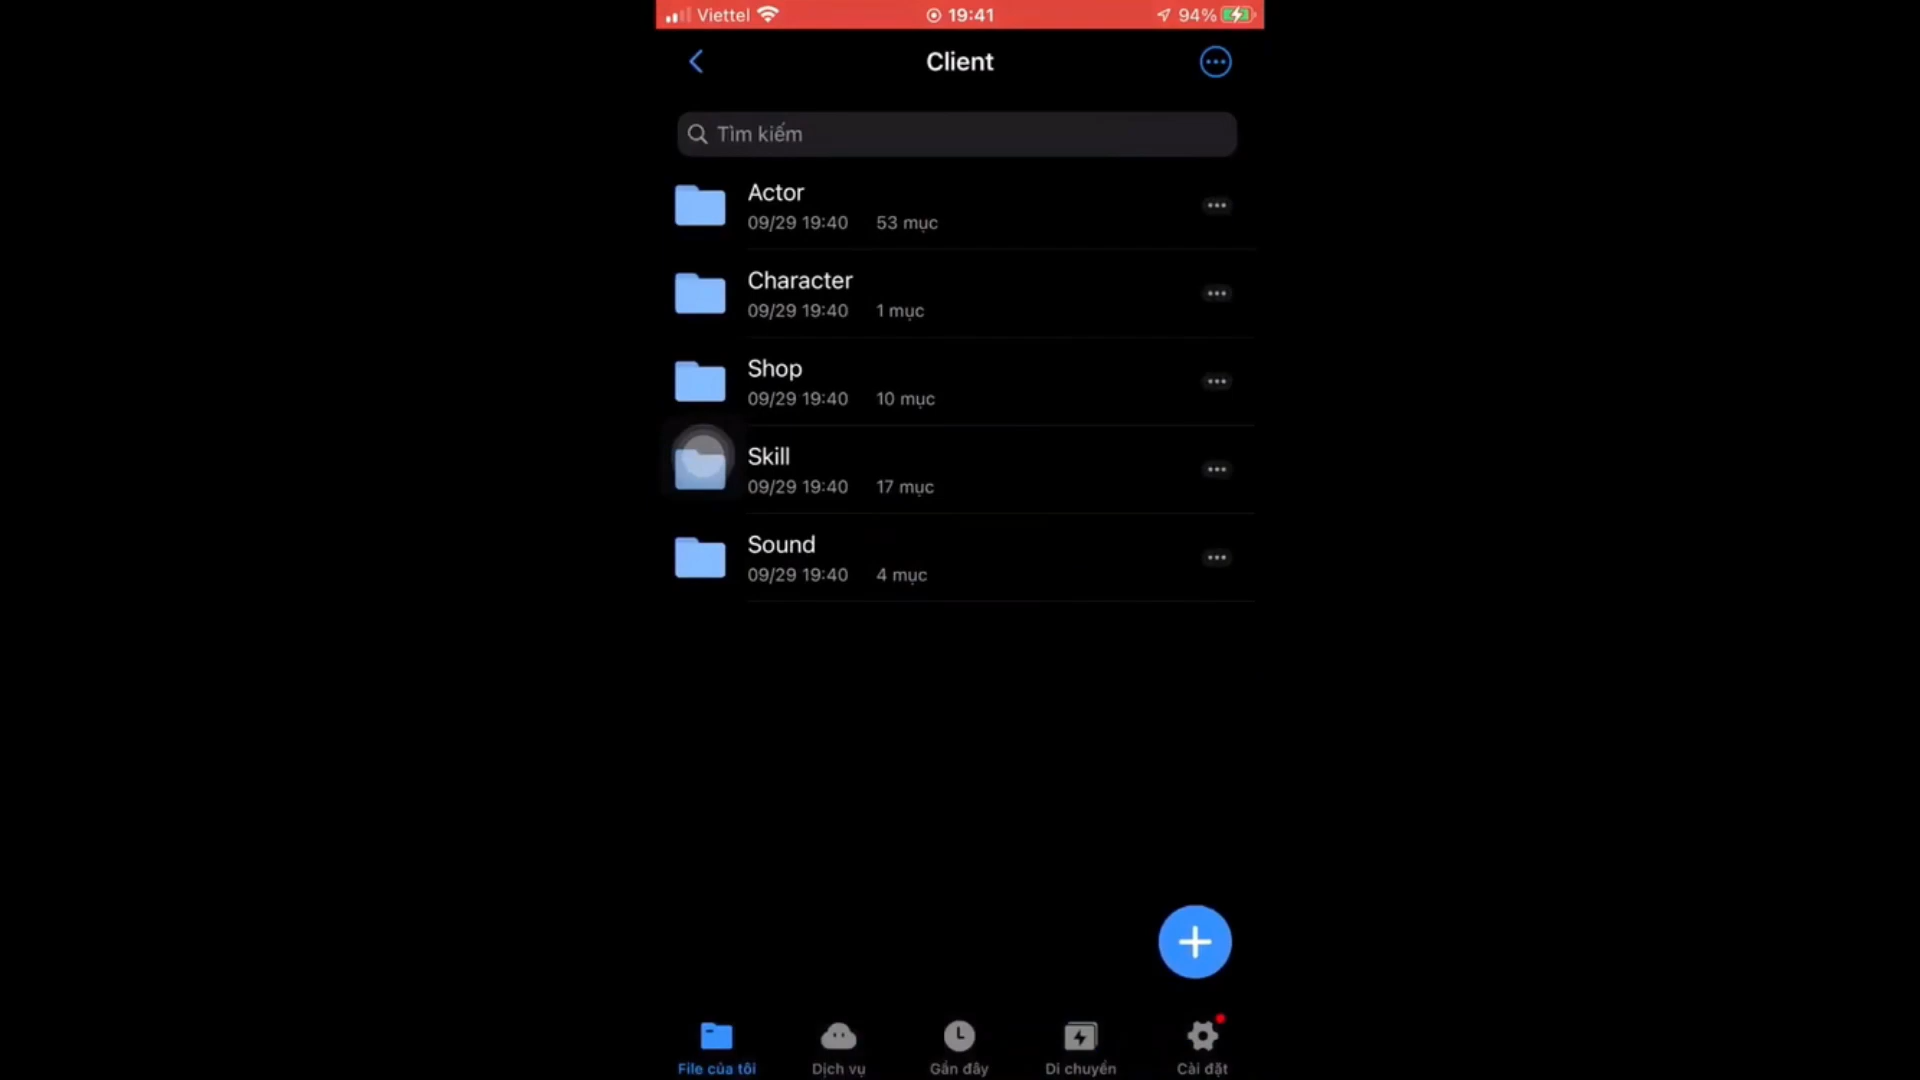 Viettel 19:41 94%
Client
Tìm kiếm
Actor
09/29 19:40 53 mục
Character
09/29 19:40 1 mục
Shop
09/29 19:40 10 mục
Skill
09/29 19:40 17 mục
Sound
09/29 19:40 4 mục
File của tôi Dịch vụ Gần đây Di chuyển Cài đặt